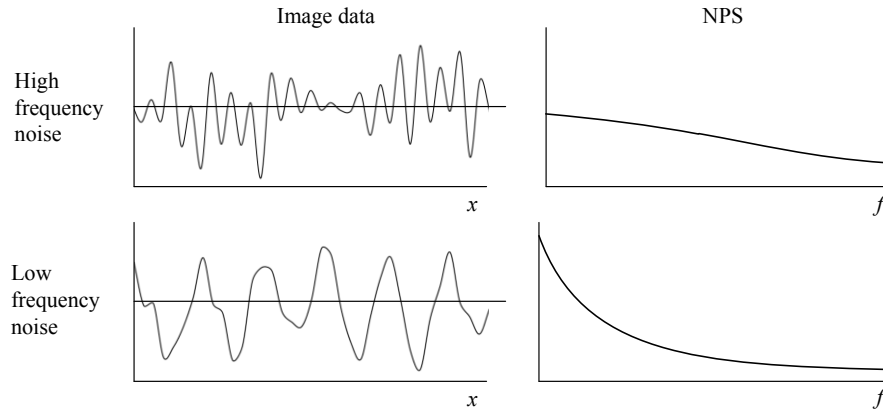 Image data
NPS
High
frequency
noise
x
f
Low
frequency
noise
x
f